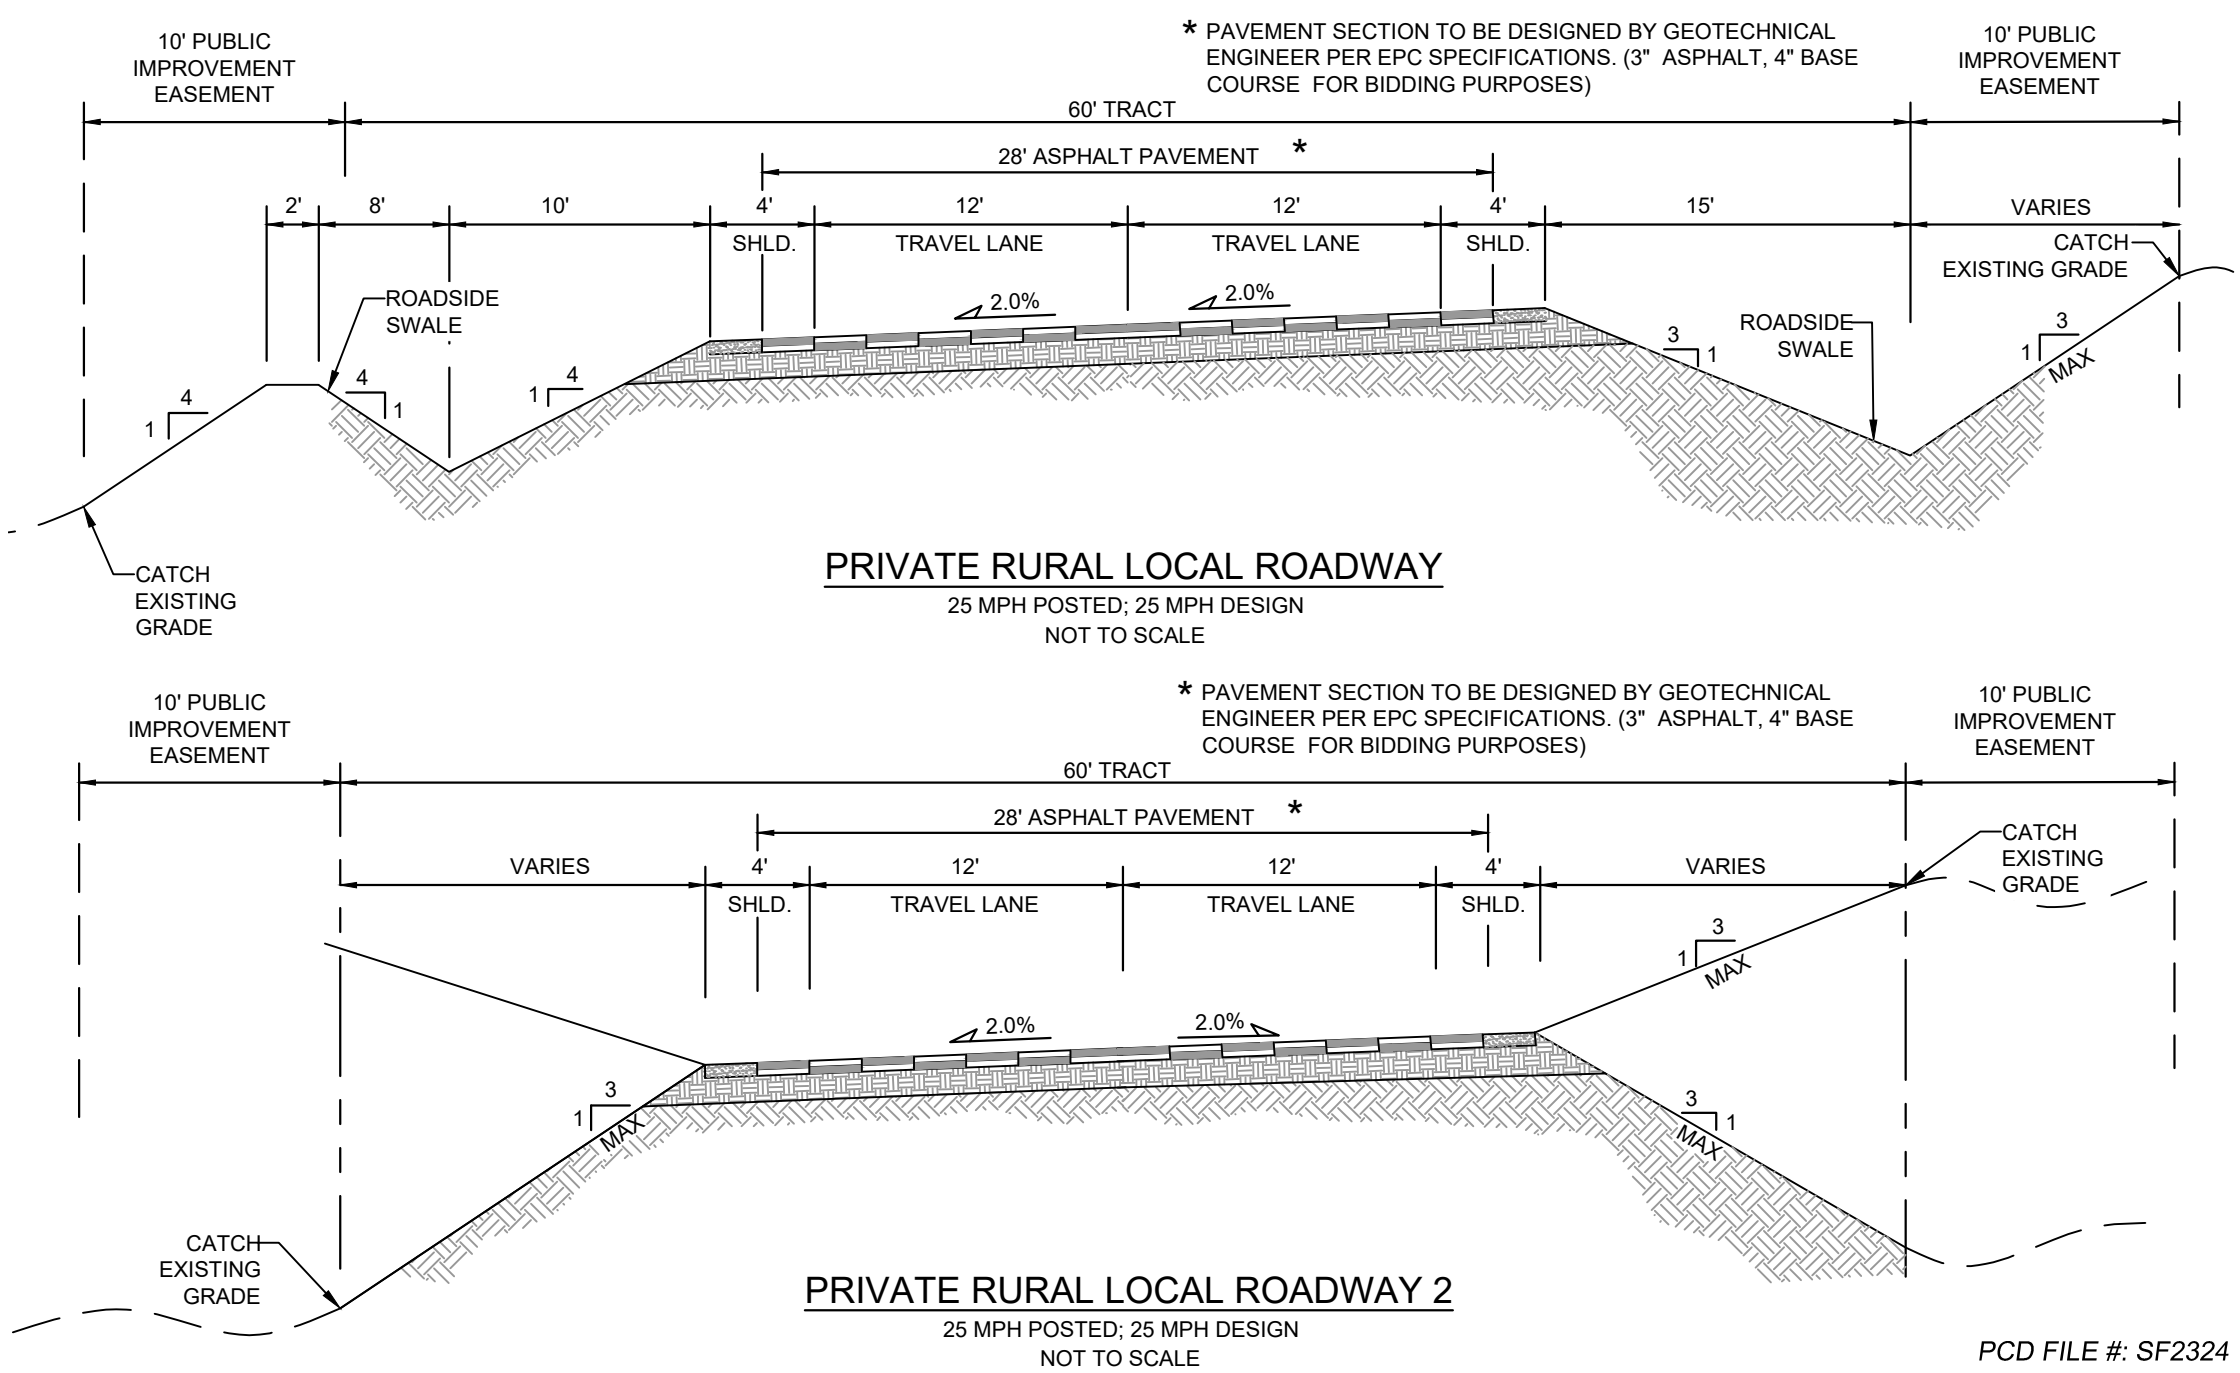 10' PUBLIC
IMPROVEMENT
EASEMENT
* PAVEMENT SECTION TO BE DESIGNED BY GEOTECHNICAL
ENGINEER PER EPC SPECIFICATIONS. (3" ASPHALT, 4" BASE
COURSE FOR BIDDING PURPOSES)
10' PUBLIC
IMPROVEMENT
EASEMENT
60' TRACT
28' ASPHALT PAVEMENT *
2'
8'
10'
4'
12'
12'
4'
15'
VARIES
SHLD.
TRAVEL LANE
TRAVEL LANE
SHLD.
CATCH
EXISTING GRADE
ROADSIDE
SWALE
2.0%
2.0%
ROADSIDE
SWALE
3
1
3
1
MAX
4
1
4
1
4
1
CATCH
EXISTING
GRADE
PRIVATE RURAL LOCAL ROADWAY
25 MPH POSTED; 25 MPH DESIGN
NOT TO SCALE
10' PUBLIC
IMPROVEMENT
EASEMENT
* PAVEMENT SECTION TO BE DESIGNED BY GEOTECHNICAL
ENGINEER PER EPC SPECIFICATIONS. (3" ASPHALT, 4" BASE
COURSE FOR BIDDING PURPOSES)
10' PUBLIC
IMPROVEMENT
EASEMENT
60' TRACT
28' ASPHALT PAVEMENT *
VARIES
4'
12'
12'
4'
VARIES
SHLD.
TRAVEL LANE
TRAVEL LANE
SHLD.
CATCH
EXISTING
GRADE
3
1
MAX
2.0%
2.0%
3
1
MAX
3
1
MAX
CATCH
EXISTING
GRADE
PRIVATE RURAL LOCAL ROADWAY 2
25 MPH POSTED; 25 MPH DESIGN
NOT TO SCALE
PCD FILE #: SF2324